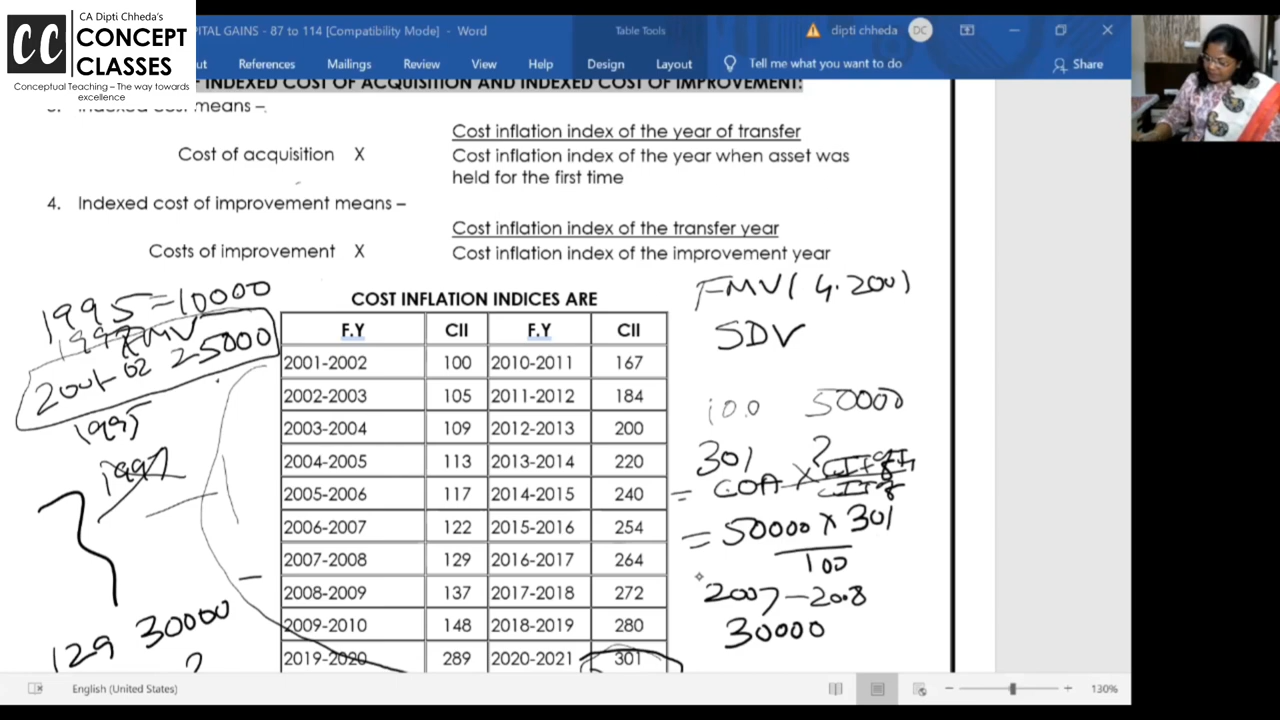 CA Dipti Chheda's
CC CONCEPT
CLASSES
Conceptual Teaching – The way towards
excellence
PITAL GAINS - 87 to 114 [Compatibility Mode] - Word
Table Tools
dipti chheda
DC
References Mailings Review View Help Design Layout Tell me what you want to do Share
INDEXED COST OF ACQUISITION AND INDEXED COST OF IMPROVEMENT:
means –
Cost of acquisition X
Cost inflation index of the year of transfer
Cost inflation index of the year when asset was
held for the first time
4. Indexed cost of improvement means –
Costs of improvement X
Cost inflation index of the transfer year
Cost inflation index of the improvement year
COST INFLATION INDICES ARE
F.Y CII F.Y CII
2001-2002 100 2010-2011 167
2002-2003 105 2011-2012 184
2003-2004 109 2012-2013 200
2004-2005 113 2013-2014 220
2005-2006 117 2014-2015 240
2006-2007 122 2015-2016 254
2007-2008 129 2016-2017 264
2008-2009 137 2017-2018 272
2009-2010 148 2018-2019 280
2019-2020 289 2020-2021 301
1995 = 10000
FMV
2001-02 25000
1995
1997
129 30000
?
FMV ( 4.2001)
SDV
100 50000
301 ?
= COA X
= 50000 X 301
100
2007-2008
30000
English (United States)
130%